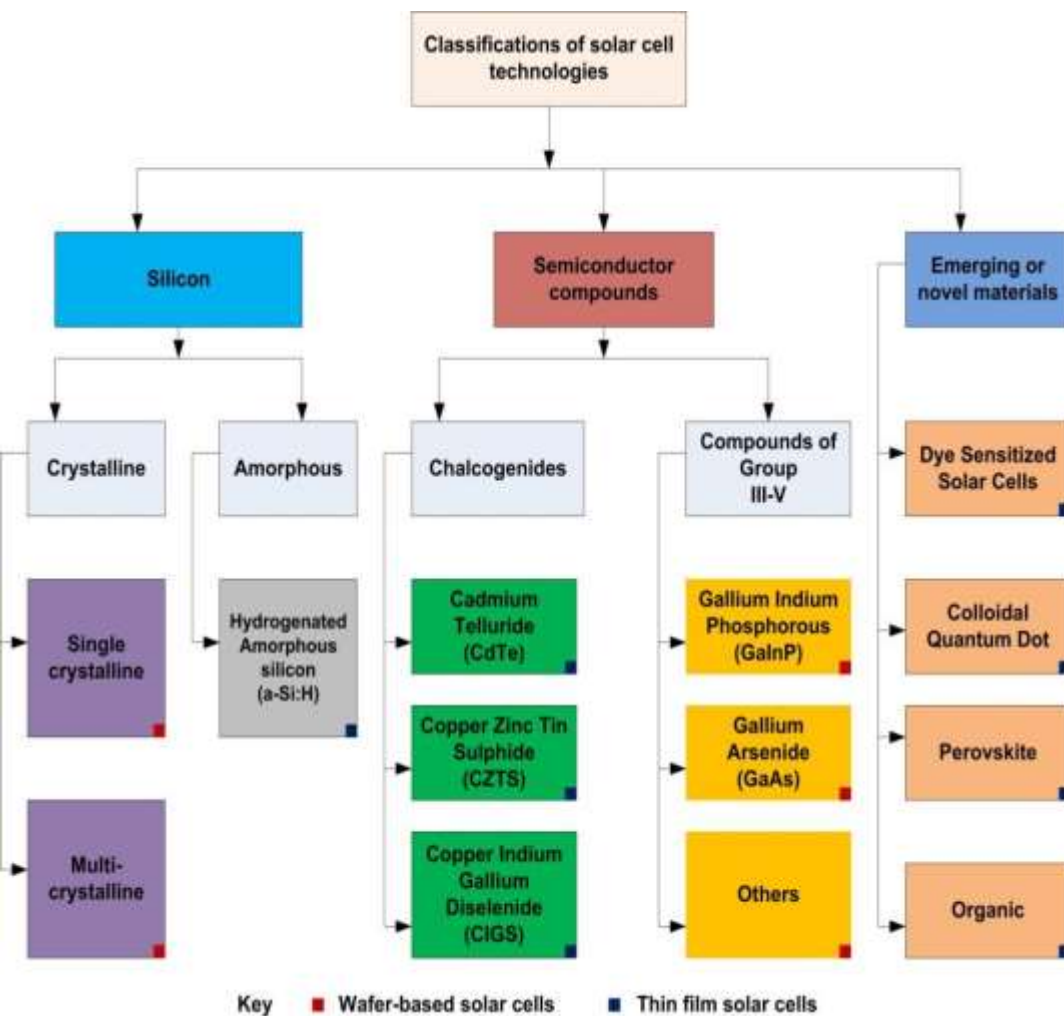 Classifications of solar cell
technologies
Silicon
Semiconductor
compounds
Emerging or
novel materials
Crystalline
Amorphous
Chalcogenides
Compounds of
Group
III-V
Dye Sensitized
Solar Cells
Single
crystalline
Hydrogenated
Amorphous
silicon
(a-Si:H)
Cadmium
Telluride
(CdTe)
Gallium Indium
Phosphorous
(GaInP)
Colloidal
Quantum Dot
Copper Zinc Tin
Sulphide
(CZTS)
Gallium
Arsenide
(GaAs)
Perovskite
Multi-
crystalline
Copper Indium
Gallium
Diselenide
(CIGS)
Others
Organic
Key
Wafer-based solar cells
Thin film solar cells